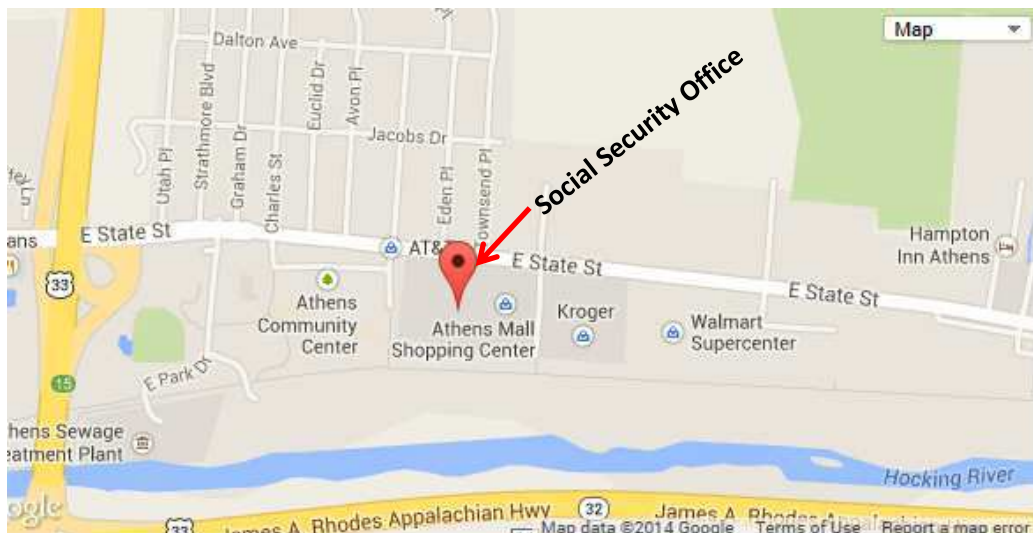 Map
Dalton Ave
Euclid Dr
Avon Pl
Strathmore Blvd
Jacobs Dr
Utah Pl
Graham Dr
Charles St
Eden Pl
Townsend Pl
Social Security Office
E State St
33
AT&T
E State St
Hampton
Inn Athens
E State St
Athens
Community
Center
Athens Mall
Shopping Center
Kroger
Walmart
Supercenter
E Park Dr
15
hens Sewage
eatment Plant
Hocking River
ogle
33
James A. Rhodes Appalachian Hwy
32
James A. Rhodes Appala
Map data ©2014 Google
Terms of Use
Report a map error